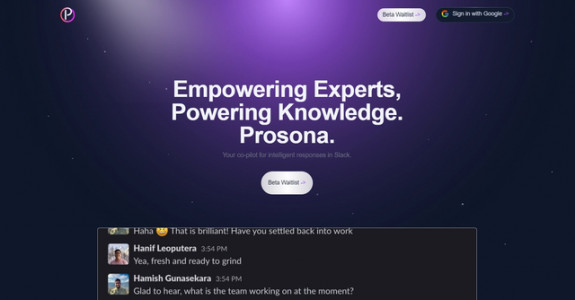 P
Beta Waitlist ->
Sign in with Google ->
Empowering Experts,
Powering Knowledge.
Prosona.
Your co-pilot for intelligent responses in Slack.
Beta Waitlist ->
Haha 😁 That is brilliant! Have you settled back into work
Hanif Leoputera 3:54 PM
Yea, fresh and ready to grind
Hamish Gunasekara 3:54 PM
Glad to hear, what is the team working on at the moment?